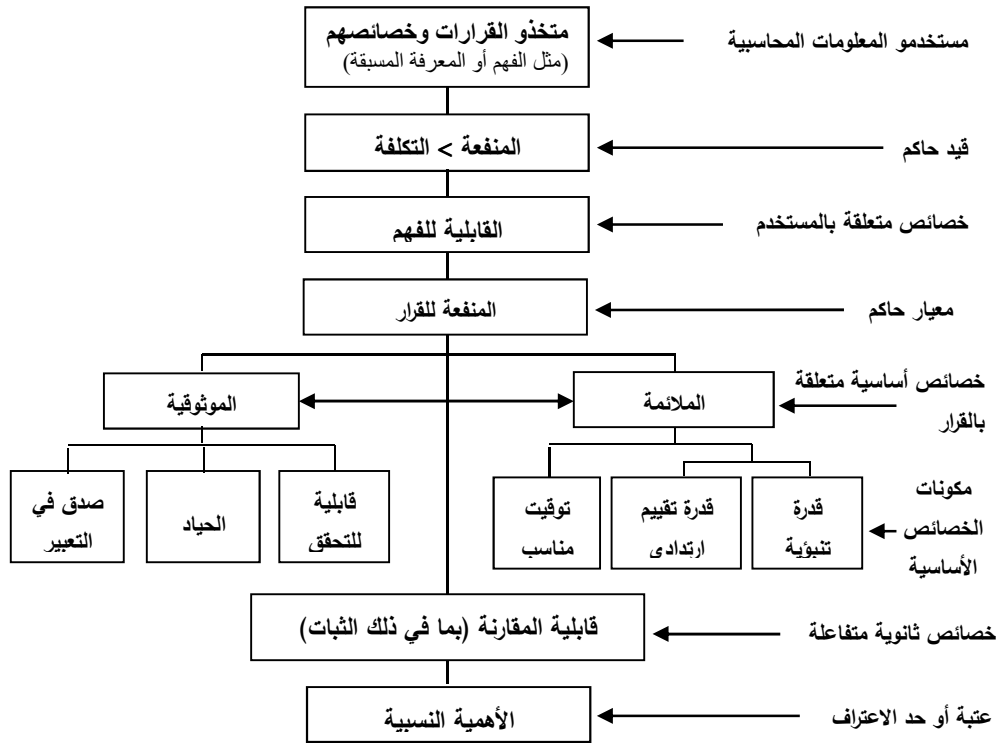 متخذو القرارات وخصائصهم
(مثل الفهم أو المعرفة المسبقة)
مستخدمو المعلومات المحاسبية
المنفعة > التكلفة
قيد حاكم
القابلية للفهم
خصائص متعلقة بالمستخدم
المنفعة للقرار
معيار حاكم
خصائص أساسية متعلقة
بالقرار
الملائمة
الموثوقية
مكونات
الخصائص
الأساسية
قدرة
تنبؤية
قدرة تقييم
ارتدادي
توقيت
مناسب
قابلية
للتحقق
الحياد
صدق في
التعبير
قابلية المقارنة (بما في ذلك الثبات)
خصائص ثانوية متفاعلة
الأهمية النسبية
عتبة أو حد الاعتراف